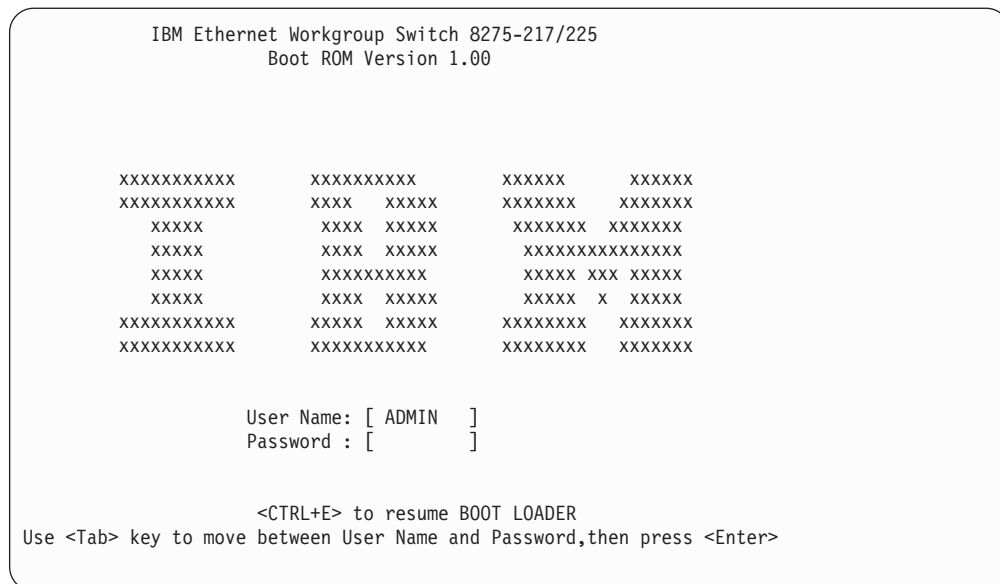 IBM Ethernet Workgroup Switch 8275-217/225
Boot ROM Version 1.00
xxxxxxxxxxx       xxxxxxxxxx        xxxxxx      xxxxxx
xxxxxxxxxxx       xxxx   xxxxx      xxxxxxx    xxxxxxx
   xxxxx           xxxx  xxxxx       xxxxxxx  xxxxxxx
   xxxxx           xxxx  xxxxx        xxxxxxxxxxxxxxx
   xxxxx           xxxxxxxxxx         xxxxx xxx xxxxx
   xxxxx           xxxx  xxxxx        xxxxx  x  xxxxx
xxxxxxxxxxx       xxxxx  xxxxx      xxxxxxxx   xxxxxxx
xxxxxxxxxxx       xxxxxxxxxxx       xxxxxxxx   xxxxxxx
User Name: [ ADMIN   ]
Password : [         ]
<CTRL+E> to resume BOOT LOADER
Use <Tab> key to move between User Name and Password,then press <Enter>